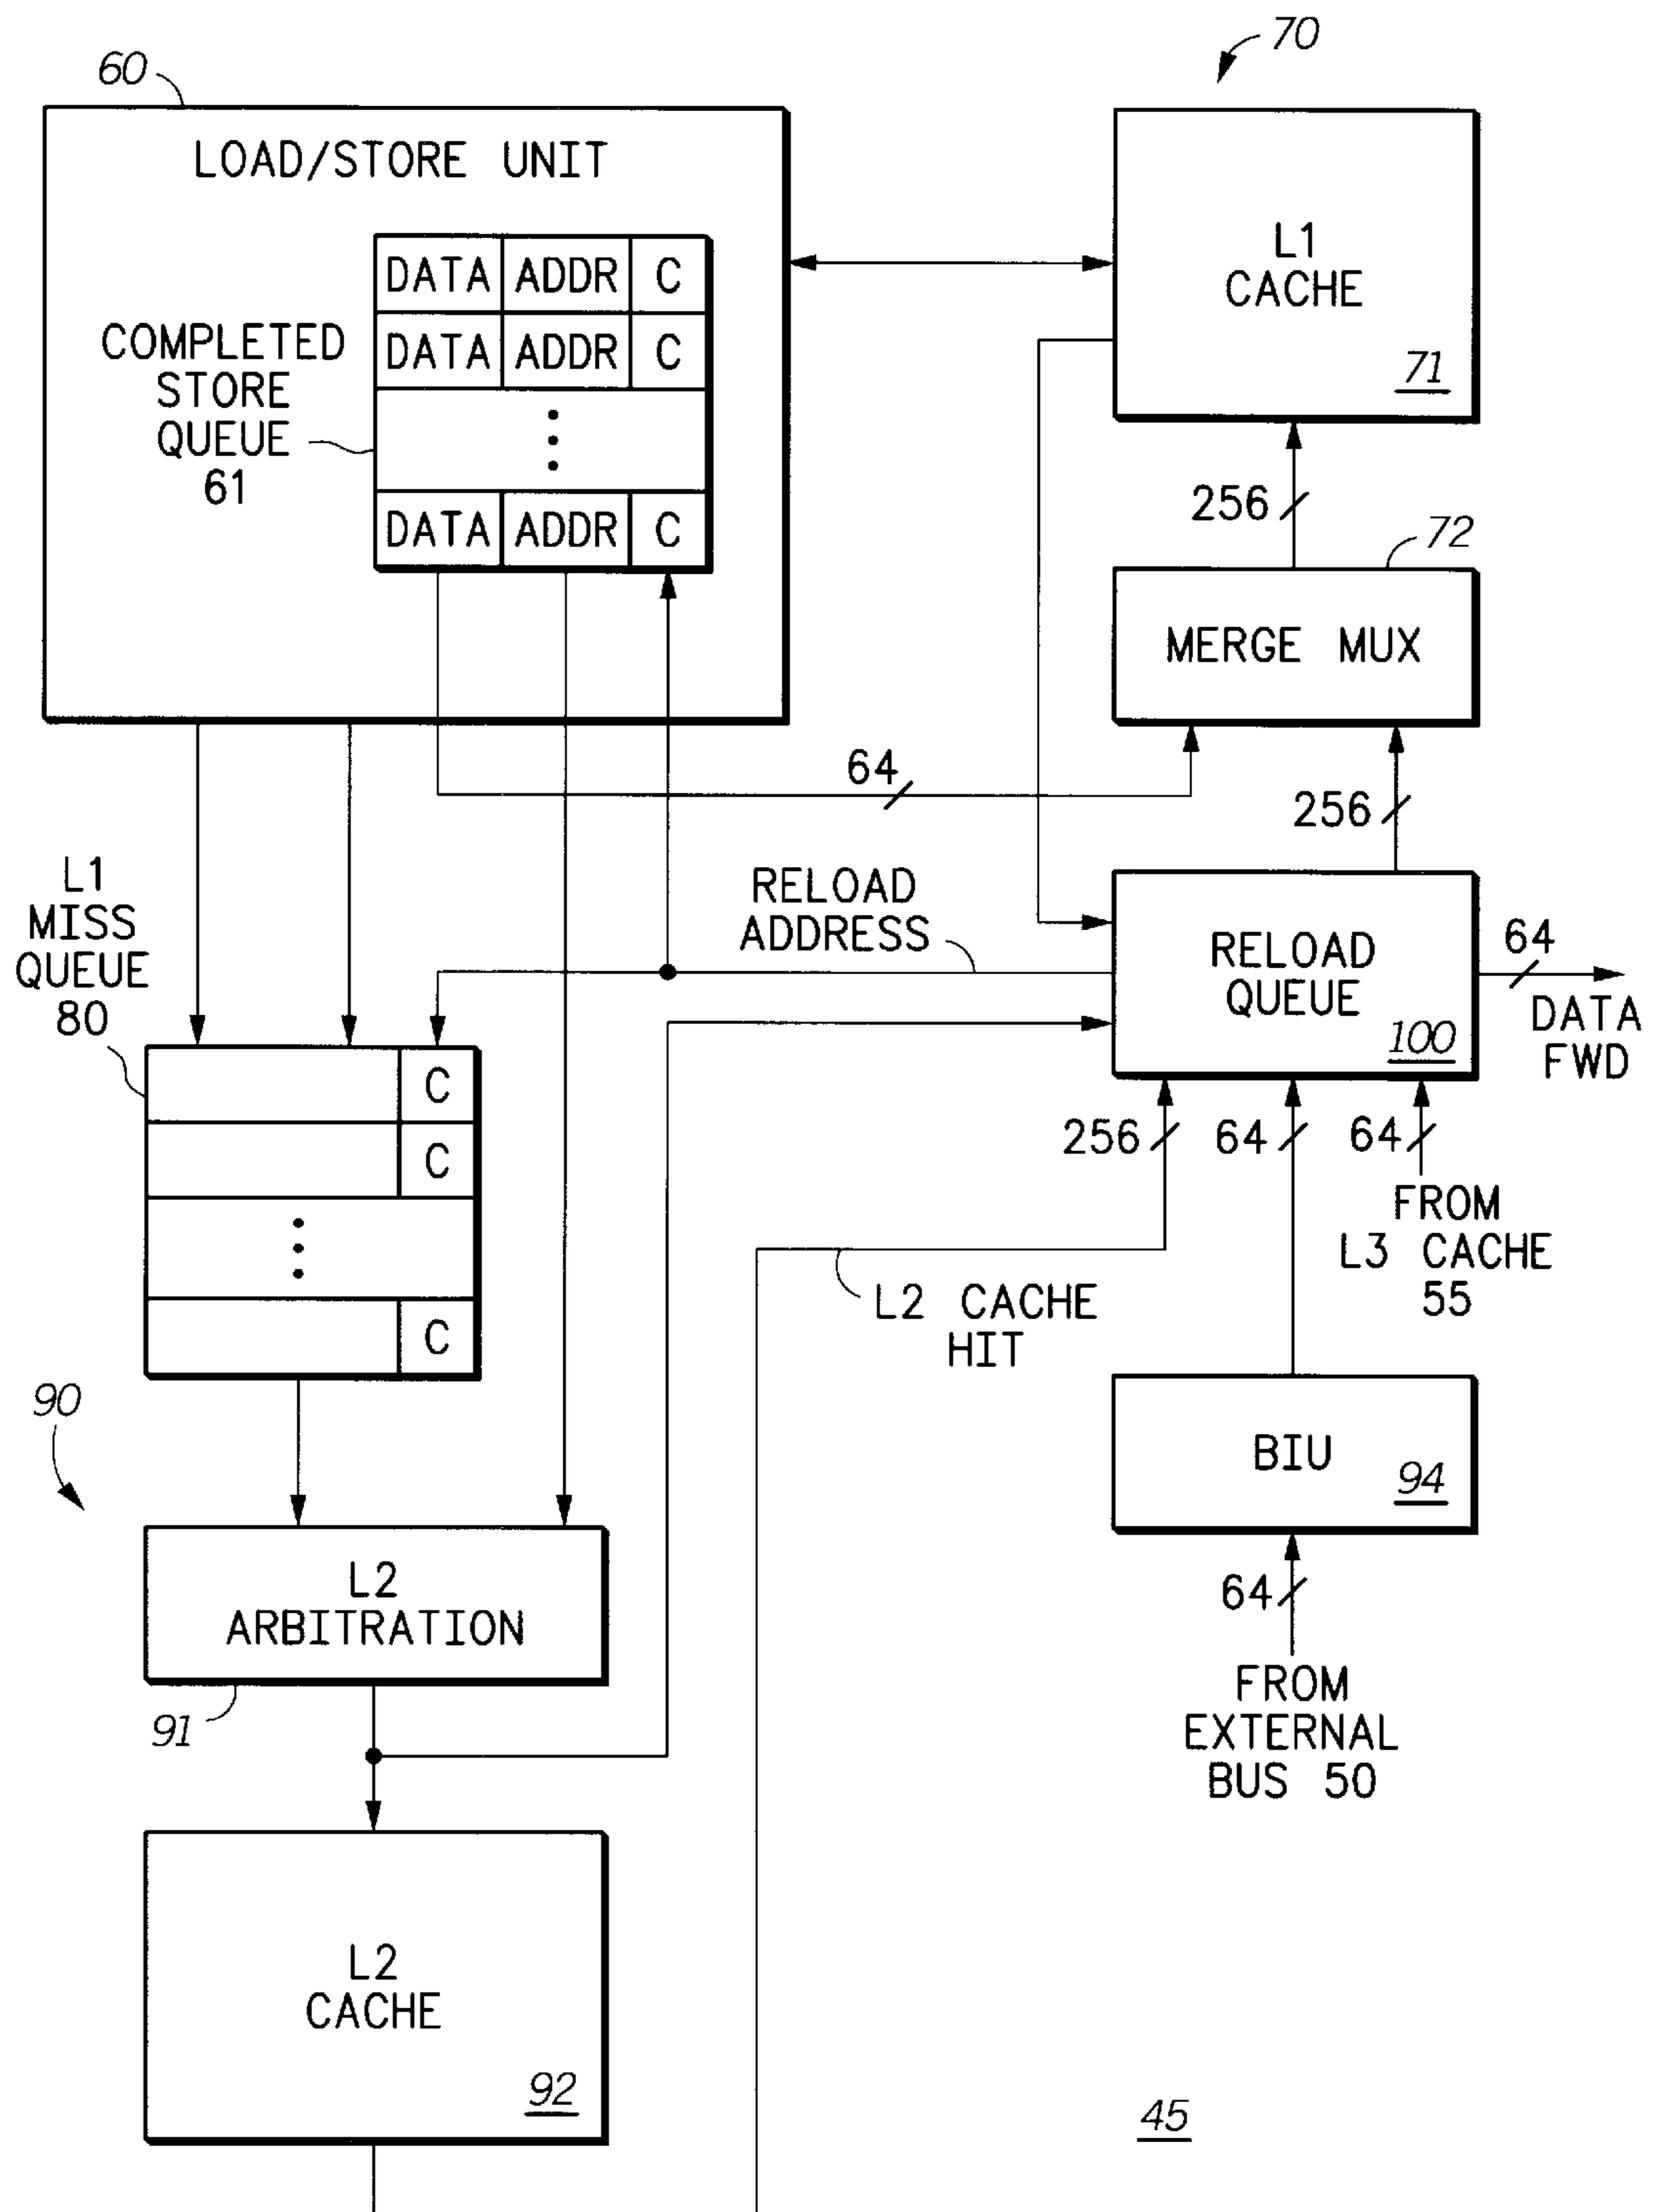 70
60
LOAD/STORE UNIT
DATA ADDR C
DATA ADDR C
DATA ADDR C
COMPLETED
STORE
QUEUE
61
L1
CACHE
71
256
72
MERGE MUX
64
256
L1
MISS
QUEUE
80
RELOAD
ADDRESS
RELOAD
QUEUE
100
64
DATA
FWD
C
C
C
256
64
64
FROM
L3 CACHE
55
L2 CACHE
HIT
90
BIU
94
64
FROM
EXTERNAL
BUS 50
L2
ARBITRATION
91
L2
CACHE
92
45